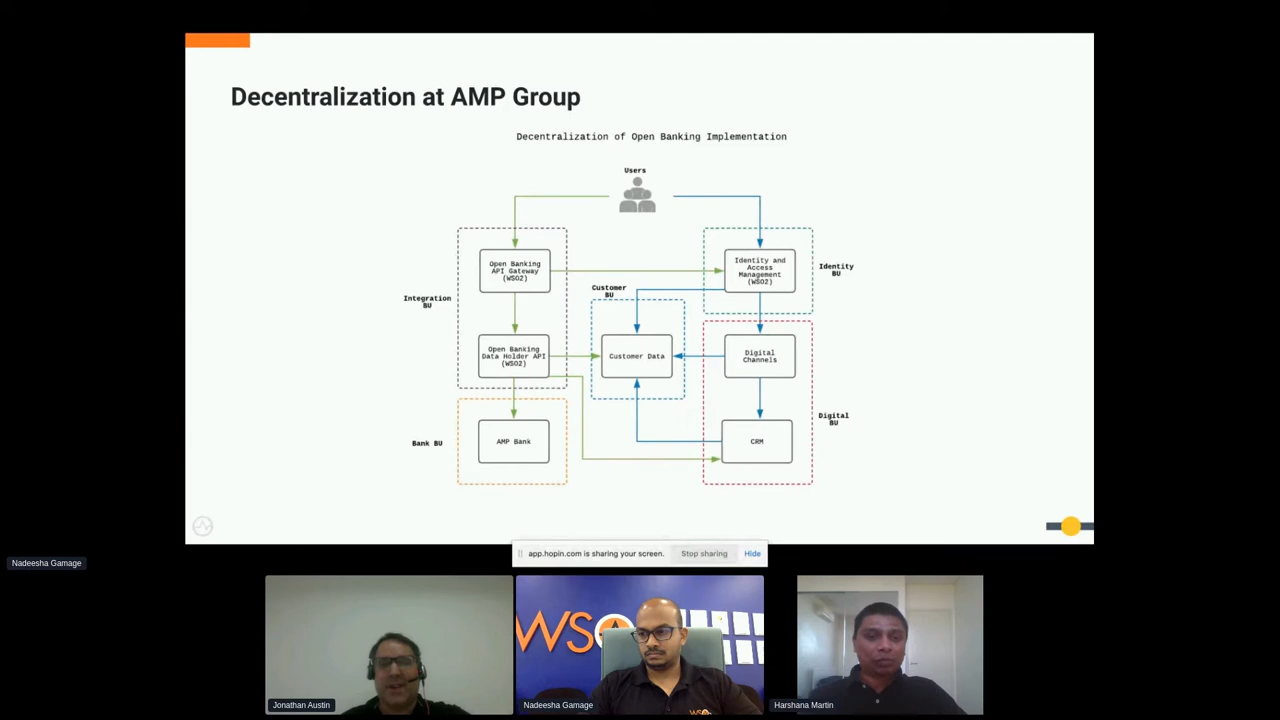 Decentralization at AMP Group
Decentralization of Open Banking Implementation
Users
Open Banking
API Gateway
(WSO2)
Identity and
Access
Management
(WSO2)
Identity
BU
Customer
BU
Integration
BU
Open Banking
Data Holder API
(WSO2)
Customer Data
Digital
Channels
Digital
BU
Bank BU
AMP Bank
CRM
app.hopin.com is sharing your screen.
Stop sharing
Hide
Nadeesha Gamage
WSO
Jonathan Austin
Nadeesha Gamage
Harshana Martin